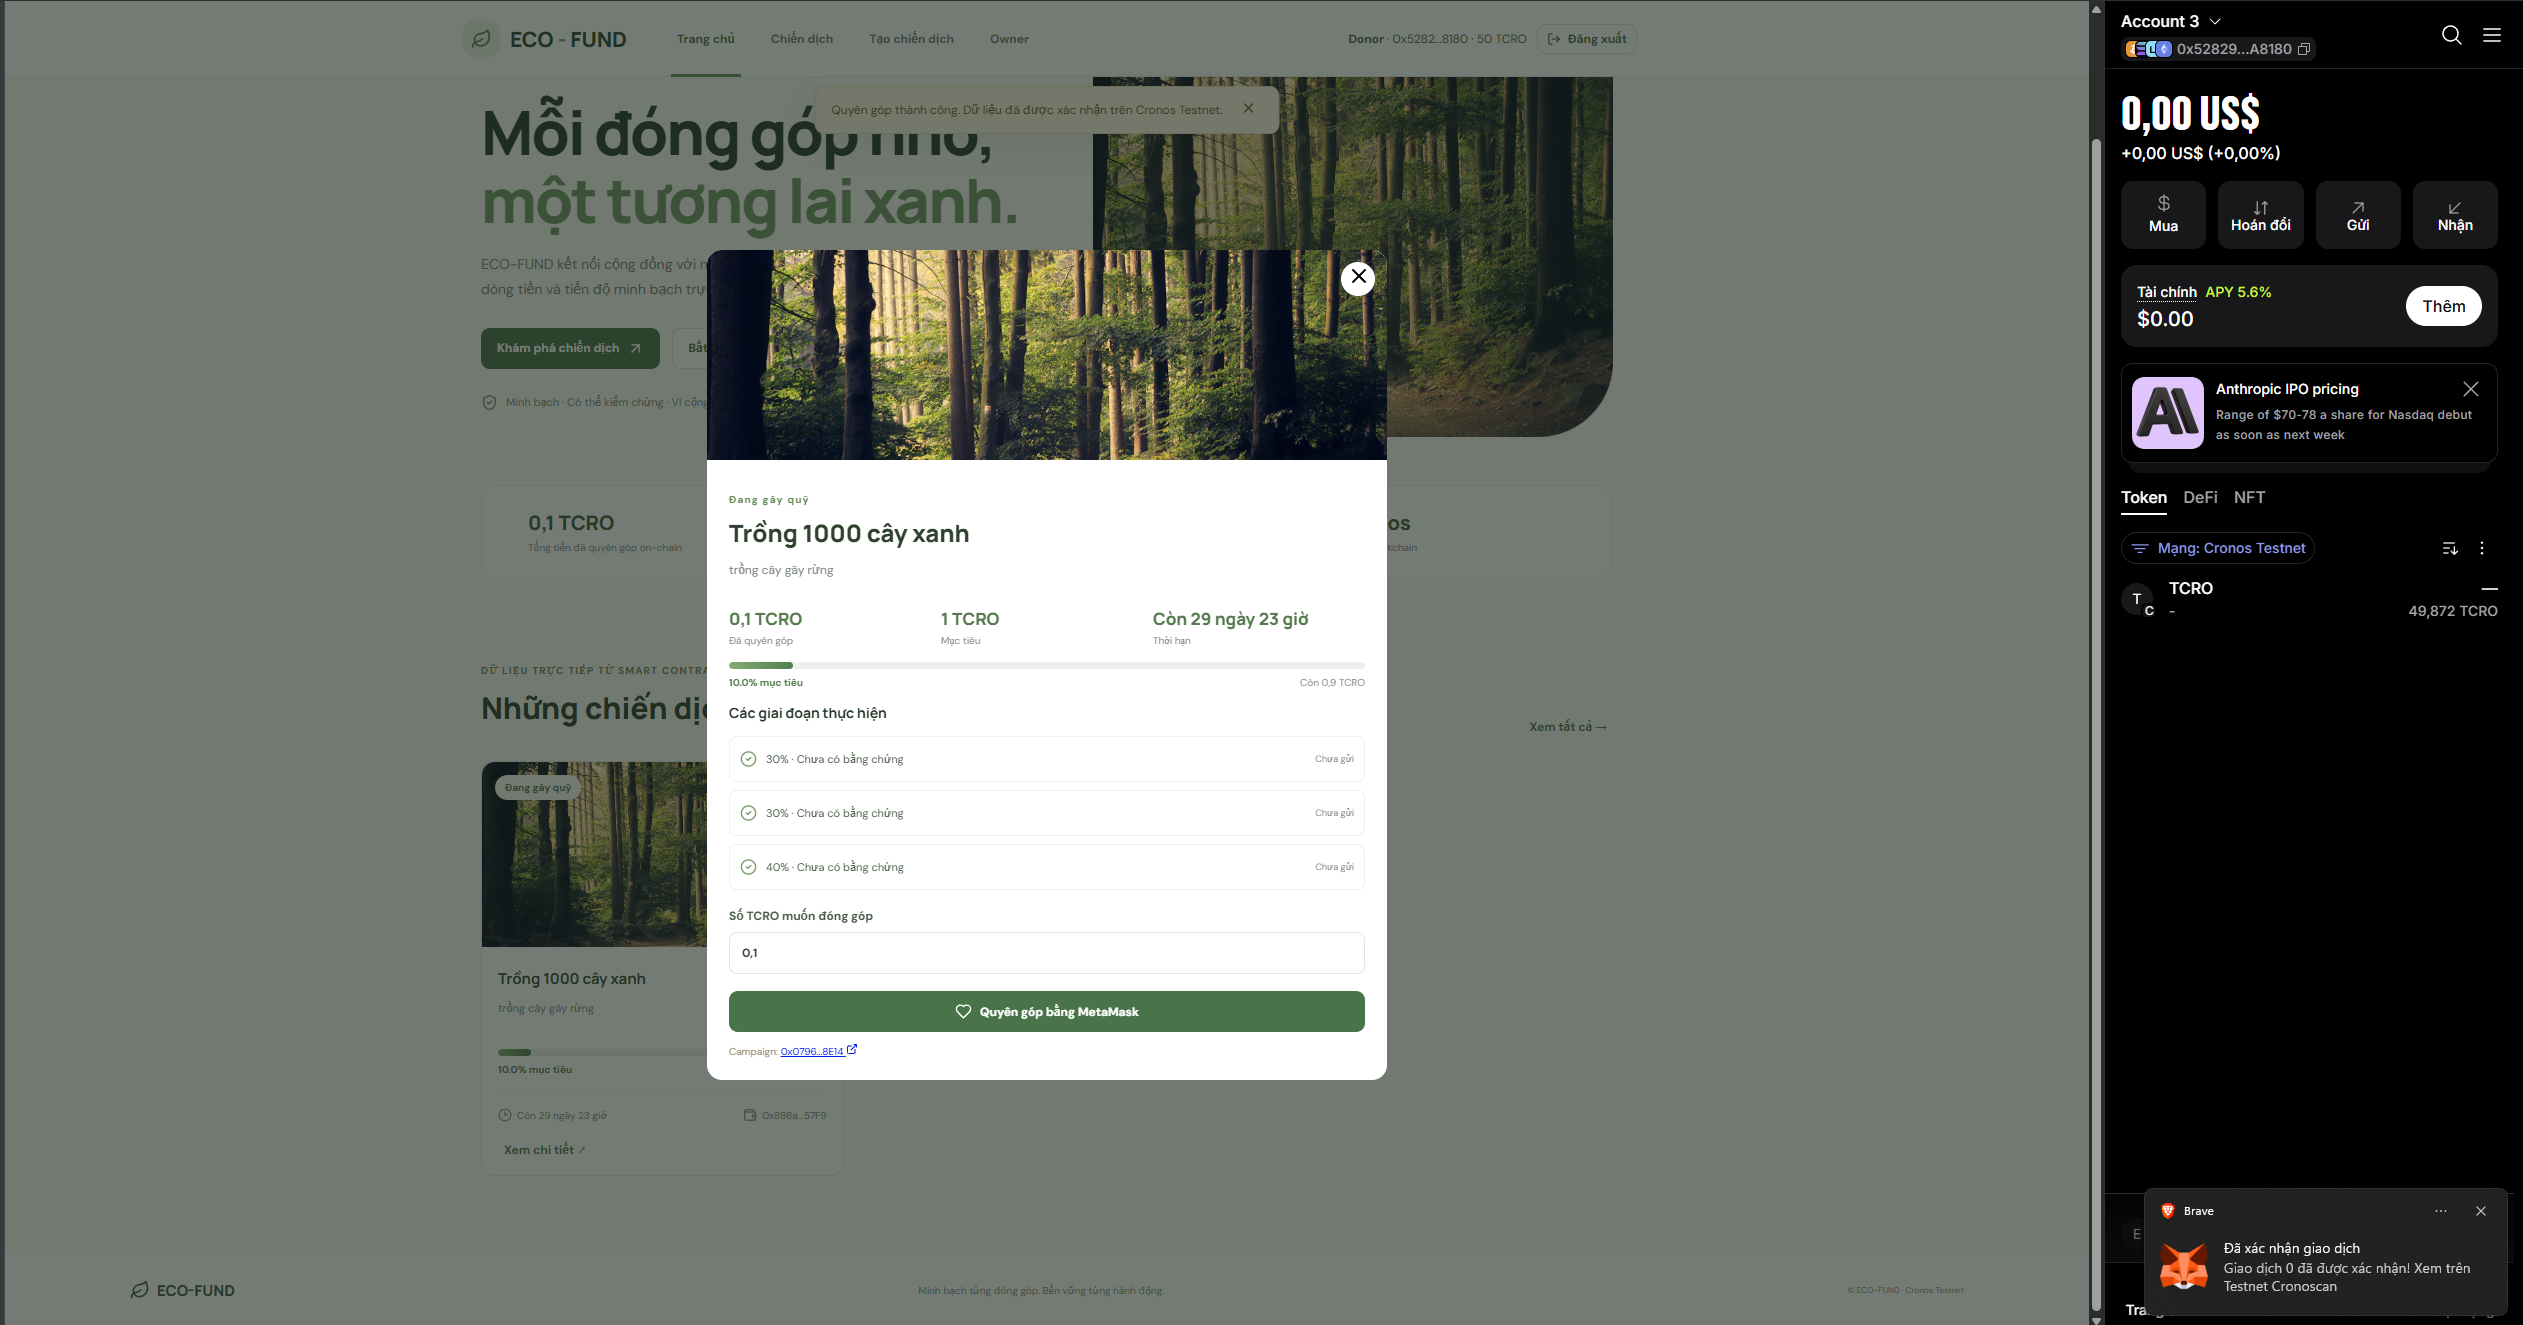 ECO - FUND
Trang chủ
Chiến dịch
Tạo chiến dịch
Owner
Donor · 0x5282...8180 · 50 TCRO
Đăng xuất
Quyên góp thành công. Dữ liệu đã được xác nhận trên Cronos Testnet.
Mỗi đóng góp nhỏ,
một tương lai xanh.
ECO-FUND kết nối cộng đồng với
dòng tiền và tiến độ minh bạch
Khám phá chiến dịch
Minh bạch · Có thể kiểm chứng · Ví
0,1 TCRO
Tổng tiền đã quyên góp on-chain
DỮ LIỆU TRỰC TIẾP TỪ SMART
Những chiến
Xem tất cả →
Đang gây quỹ
Trồng 1000 cây xanh
trồng cây gây rừng
10.0% mục tiêu
Còn 29 ngày 23 giờ
0x886a...57F9
Xem chi tiết ↗
Đang gây quỹ
Trồng 1000 cây xanh
trồng cây gây rừng
0,1 TCRO
Đã quyên góp
1 TCRO
Mục tiêu
Còn 29 ngày 23 giờ
Thời hạn
10.0% mục tiêu
Còn 0,9 TCRO
Các giai đoạn thực hiện
30% · Chưa có bằng chứng
Chưa gửi
30% · Chưa có bằng chứng
Chưa gửi
40% · Chưa có bằng chứng
Chưa gửi
Số TCRO muốn đóng góp
0,1
Quyên góp bằng MetaMask
Campaign: 0x0796...8E14
ECO-FUND
Minh bạch từng đóng góp. Bền vững từng hành động.
© ECO-FUND · Cronos Testnet
Account 3
0x52829...A8180
0,00 US$
+0,00 US$ (+0,00%)
Mua
Hoán đổi
Gửi
Nhận
Tài chính APY 5.6%
$0.00
Thêm
Anthropic IPO pricing
Range of $70-78 a share for Nasdaq debut
as soon as next week
Token
DeFi
NFT
Mạng: Cronos Testnet
T
C
TCRO
—
-
49,872 TCRO
E
Brave
Đã xác nhận giao dịch
Giao dịch 0 đã được xác nhận! Xem trên
Testnet Cronoscan